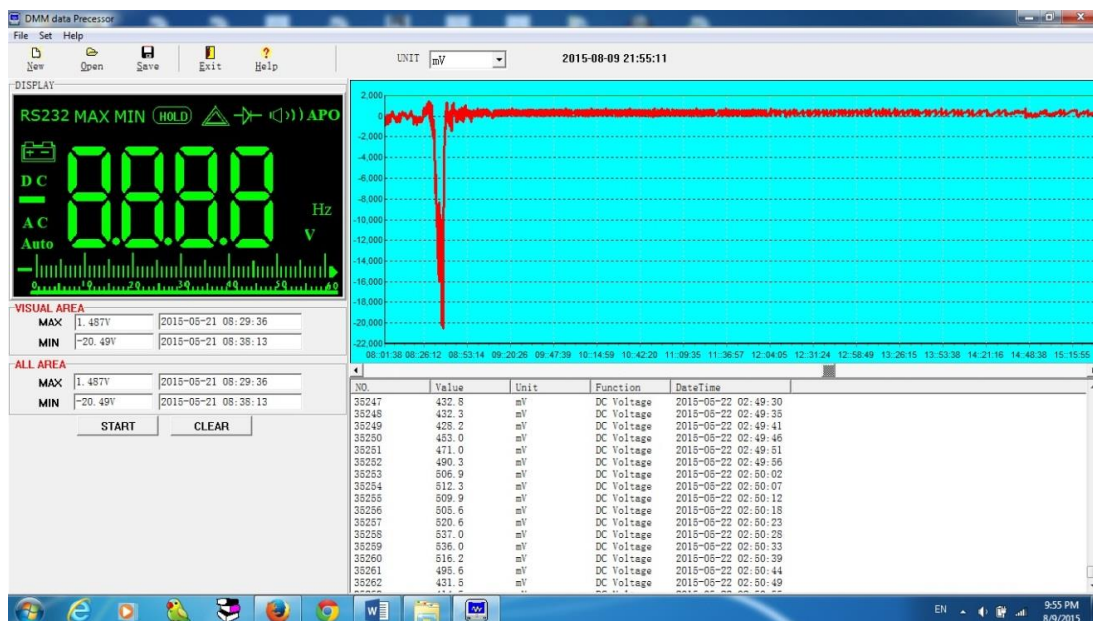 DMM data Precessor
File Set Help
New Open Save Exit Help
UNIT mV 2015-08-09 21:55:11
DISPLAY
RS232 MAX MIN HOLD APO
DC
AC
Auto
8.8.8.8
Hz
V
0 10 20 30 40 50 60
VISUAL AREA
MAX 1.487V 2015-05-21 08:29:36
MIN -20.49V 2015-05-21 08:38:13
ALL AREA
MAX 1.487V 2015-05-21 08:29:36
MIN -20.49V 2015-05-21 08:38:13
START CLEAR
2,000
0
-2,000
-4,000
-6,000
-8,000
-10,000
-12,000
-14,000
-16,000
-18,000
-20,000
-22,000
08:01:38 08:26:12 08:53:14 09:20:26 09:47:39 10:14:59 10:42:20 11:09:35 11:36:57 12:04:05 12:31:24 12:58:49 13:26:15 13:53:38 14:21:16 14:48:38 15:15:55
NO. Value Unit Function DateTime
35247 432.8 mV DC Voltage 2015-05-22 02:49:30
35248 432.3 mV DC Voltage 2015-05-22 02:49:35
35249 428.2 mV DC Voltage 2015-05-22 02:49:41
35250 453.0 mV DC Voltage 2015-05-22 02:49:46
35251 471.0 mV DC Voltage 2015-05-22 02:49:51
35252 490.3 mV DC Voltage 2015-05-22 02:49:56
35253 506.9 mV DC Voltage 2015-05-22 02:50:02
35254 512.3 mV DC Voltage 2015-05-22 02:50:07
35255 509.9 mV DC Voltage 2015-05-22 02:50:12
35256 505.6 mV DC Voltage 2015-05-22 02:50:18
35257 520.6 mV DC Voltage 2015-05-22 02:50:23
35258 537.0 mV DC Voltage 2015-05-22 02:50:28
35259 536.0 mV DC Voltage 2015-05-22 02:50:33
35260 516.2 mV DC Voltage 2015-05-22 02:50:39
35261 495.6 mV DC Voltage 2015-05-22 02:50:44
35262 431.5 mV DC Voltage 2015-05-22 02:50:49
EN 9:55 PM
8/9/2015